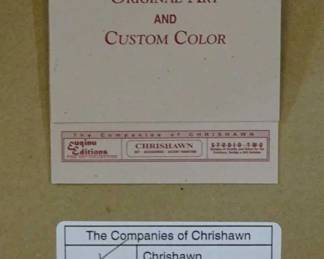 ORIGINAL ART
AND
CUSTOM COLOR
The Companies of CHRISHAWN
Editions
CHRISHAWN
STUDIO TWO
The Companies of Chrishawn
Chrishawn